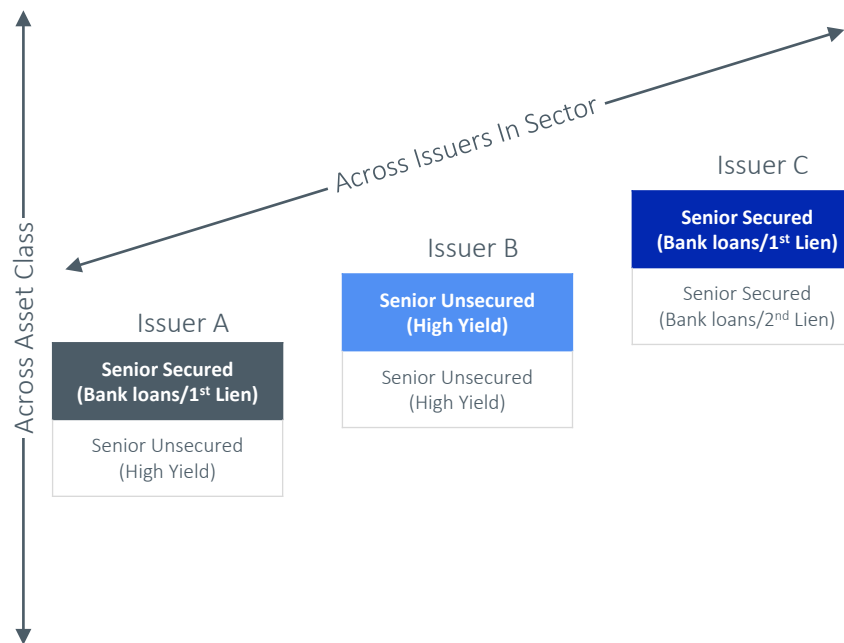 Across Asset Class
Across Issuers In Sector
Issuer A
Senior Secured
(Bank loans/1st Lien)
Senior Unsecured
(High Yield)
Issuer B
Senior Unsecured
(High Yield)
Senior Unsecured
(High Yield)
Issuer C
Senior Secured
(Bank loans/1st Lien)
Senior Secured
(Bank loans/2nd Lien)